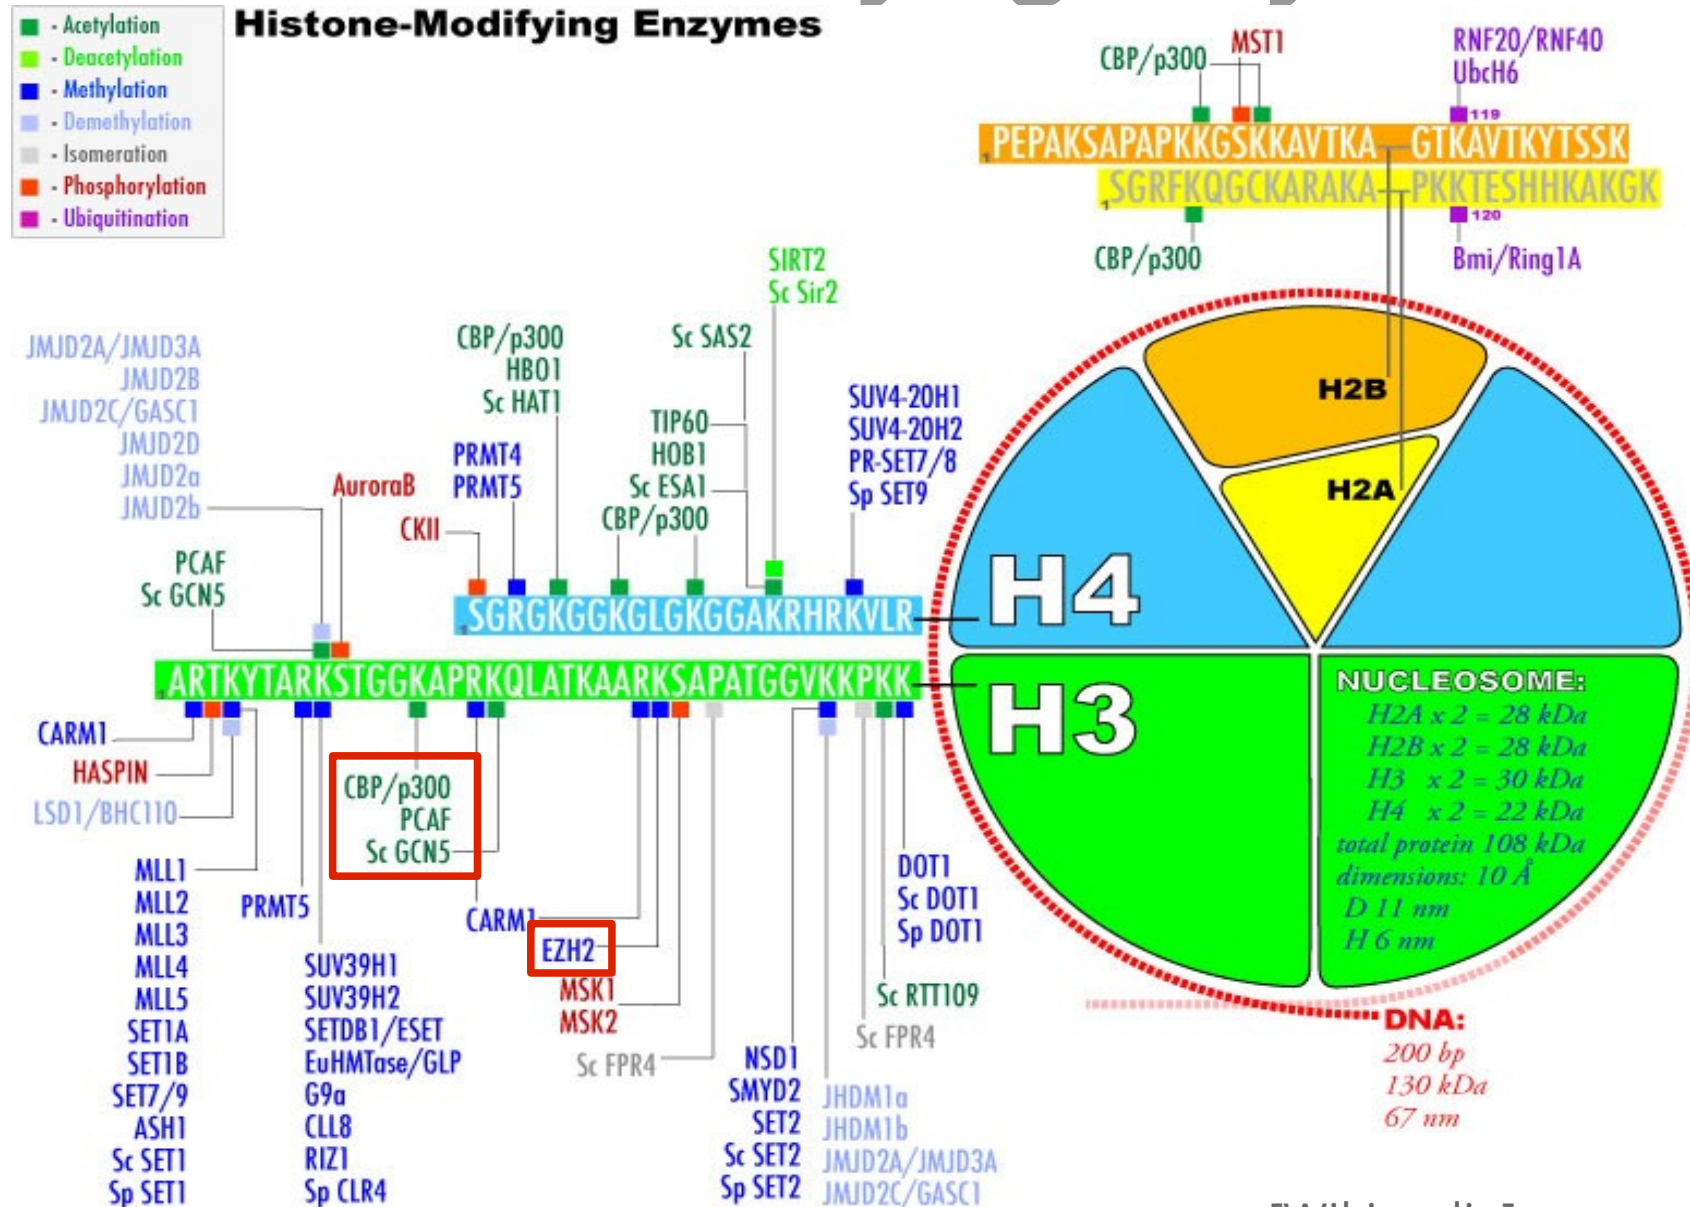 Histone-Modifying Enzymes
- Acetylation
- Deacetylation
- Methylation
- Demethylation
- Isomeration
- Phosphorylation
- Ubiquitination
CBP/p300
MST1
RNF20/RNF40
UbcH6
119
1 PEPAKSAPAPKKGSKKAVTKA GTKAVTKYTSSK
1 SGRFKQGCKARAKA PKKTESHHKAKGK
120
CBP/p300
Bmi/Ring1A
SIRT2
Sc Sir2
JMJD2A/JMJD3A
JMJD2B
JMJD2C/GASC1
JMJD2D
JMJD2a
JMJD2b
AuroraB
PCAF
Sc GCN5
CKII
PRMT4
PRMT5
CBP/p300
HBO1
Sc HAT1
Sc SAS2
TIP60
HOB1
Sc ESA1
CBP/p300
SUV4-20H1
SUV4-20H2
PR-SET7/8
Sp SET9
1 SGRGKGGKGLGKGGAKRHRKVLR
1 ARTKYTARKSTGGKAPRKQLATKAARKSAPATGGVKKPKK
CARM1
HASPIN
LSD1/BHC110
MLL1
MLL2
MLL3
MLL4
MLL5
SET1A
SET1B
SET7/9
ASH1
Sc SET1
Sp SET1
PRMT5
SUV39H1
SUV39H2
SETDB1/ESET
EuHMTase/GLP
G9a
CLL8
RIZ1
Sp CLR4
CBP/p300
PCAF
Sc GCN5
CARM1
EZH2
MSK1
MSK2
Sc FPR4
NSD1
SMYD2
SET2
Sc SET2
Sp SET2
JHDM1a
JHDM1b
JMJD2A/JMJD3A
JMJD2C/GASC1
DOT1
Sc DOT1
Sp DOT1
Sc RTT109
Sc FPR4
H2B
H2A
H4
H3
NUCLEOSOME:
H2A x 2 = 28 kDa
H2B x 2 = 28 kDa
H3 x 2 = 30 kDa
H4 x 2 = 22 kDa
total protein 108 kDa
dimensions: 10 Å
D 11 nm
H 6 nm
DNA:
200 bp
130 kDa
67 nm